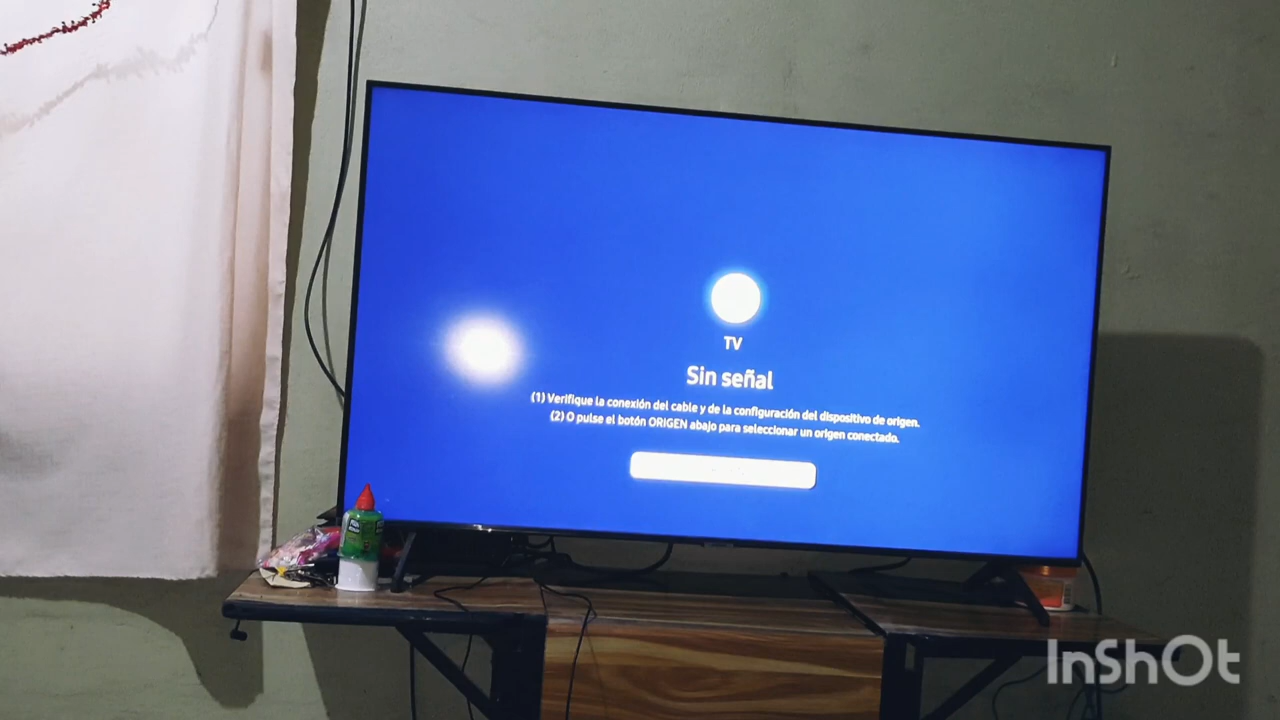 TV
Sin señal
(1) Verifique la conexión del cable y de la configuración del dispositivo de origen.
(2) O pulse el botón ORIGEN abajo para seleccionar un origen conectado.
InShOt